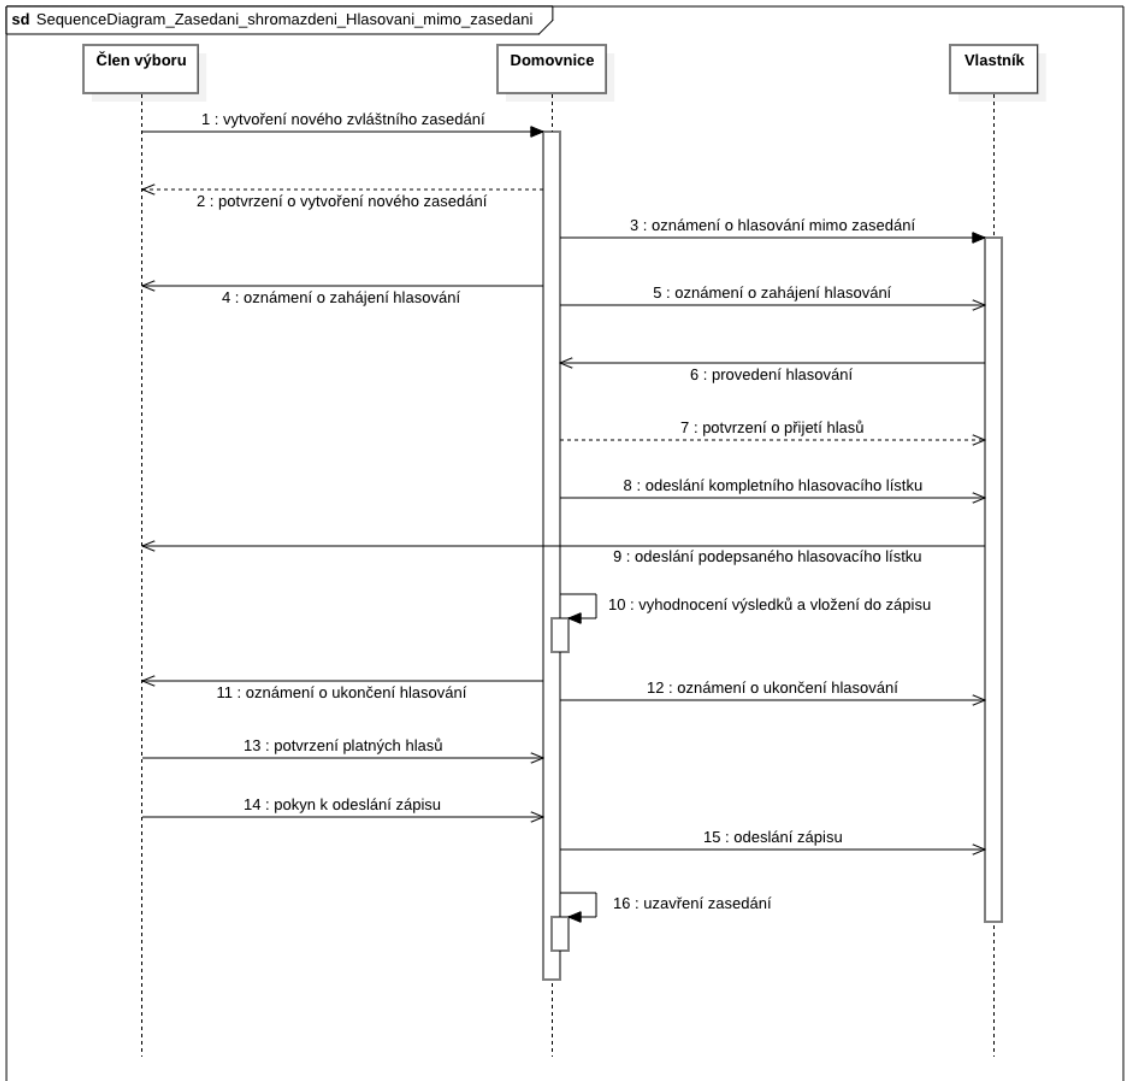 sd SequenceDiagram_Zasedani_shromazdeni_Hlasovani_mimo_zasedani
Člen výboru
Domovnice
Vlastník
1 : vytvoření nového zvláštního zasedání
2 : potvrzení o vytvoření nového zasedání
3 : oznámení o hlasování mimo zasedání
4 : oznámení o zahájení hlasování
5 : oznámení o zahájení hlasování
6 : provedení hlasování
7 : potvrzení o přijetí hlasů
8 : odeslání kompletního hlasovacího lístku
9 : odeslání podepsaného hlasovacího lístku
10 : vyhodnocení výsledků a vložení do zápisu
11 : oznámení o ukončení hlasování
12 : oznámení o ukončení hlasování
13 : potvrzení platných hlasů
14 : pokyn k odeslání zápisu
15 : odeslání zápisu
16 : uzavření zasedání